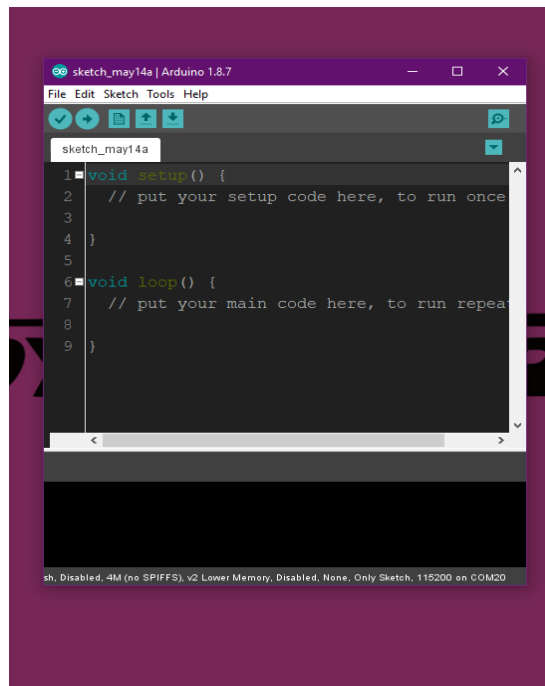 sketch_may14a | Arduino 1.8.7
File Edit Sketch Tools Help
sketch_may14a
1 void setup() {
2 // put your setup code here, to run once
3
4 }
5
6 void loop() {
7 // put your main code here, to run repea
8
9 }
sh, Disabled, 4M (no SPIFFS), v2 Lower Memory, Disabled, None, Only Sketch, 115200 on COM20